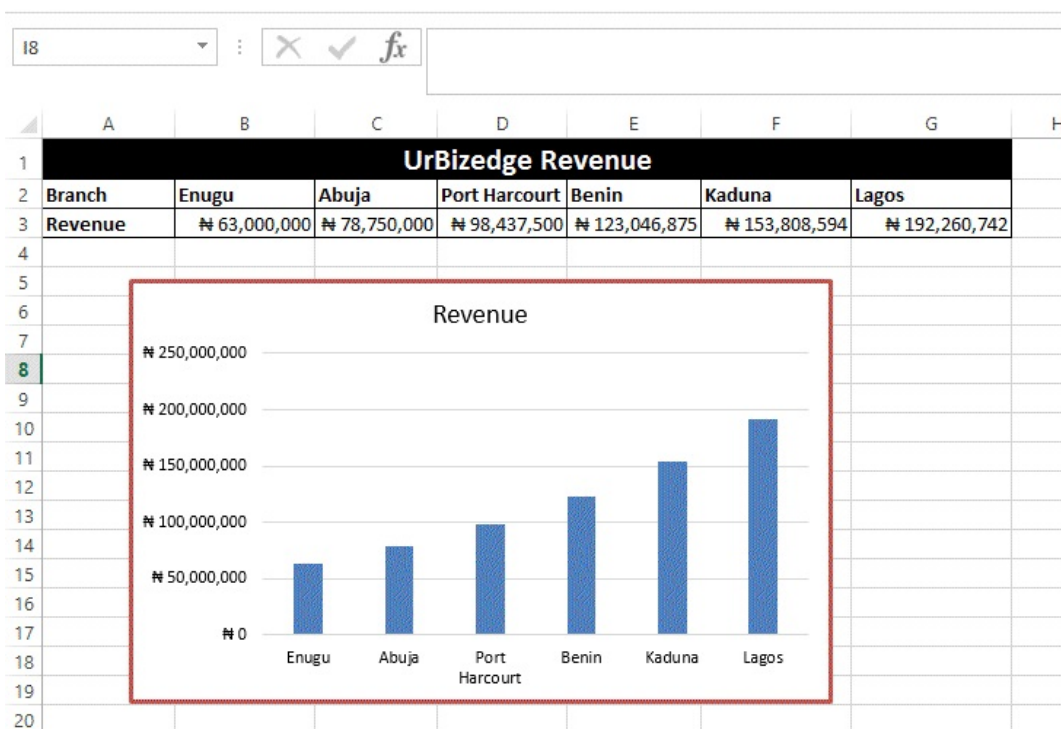 I8
fx
A B C D E F G H
1 UrBizedge Revenue
2 Branch Enugu Abuja Port Harcourt Benin Kaduna Lagos
3 Revenue ₦ 63,000,000 ₦ 78,750,000 ₦ 98,437,500 ₦ 123,046,875 ₦ 153,808,594 ₦ 192,260,742
4
5
6
7
8
9
10
11
12
13
14
15
16
17
18
19
20
Revenue
₦ 250,000,000
₦ 200,000,000
₦ 150,000,000
₦ 100,000,000
₦ 50,000,000
₦ 0
Enugu Abuja Port Benin Kaduna Lagos
Harcourt